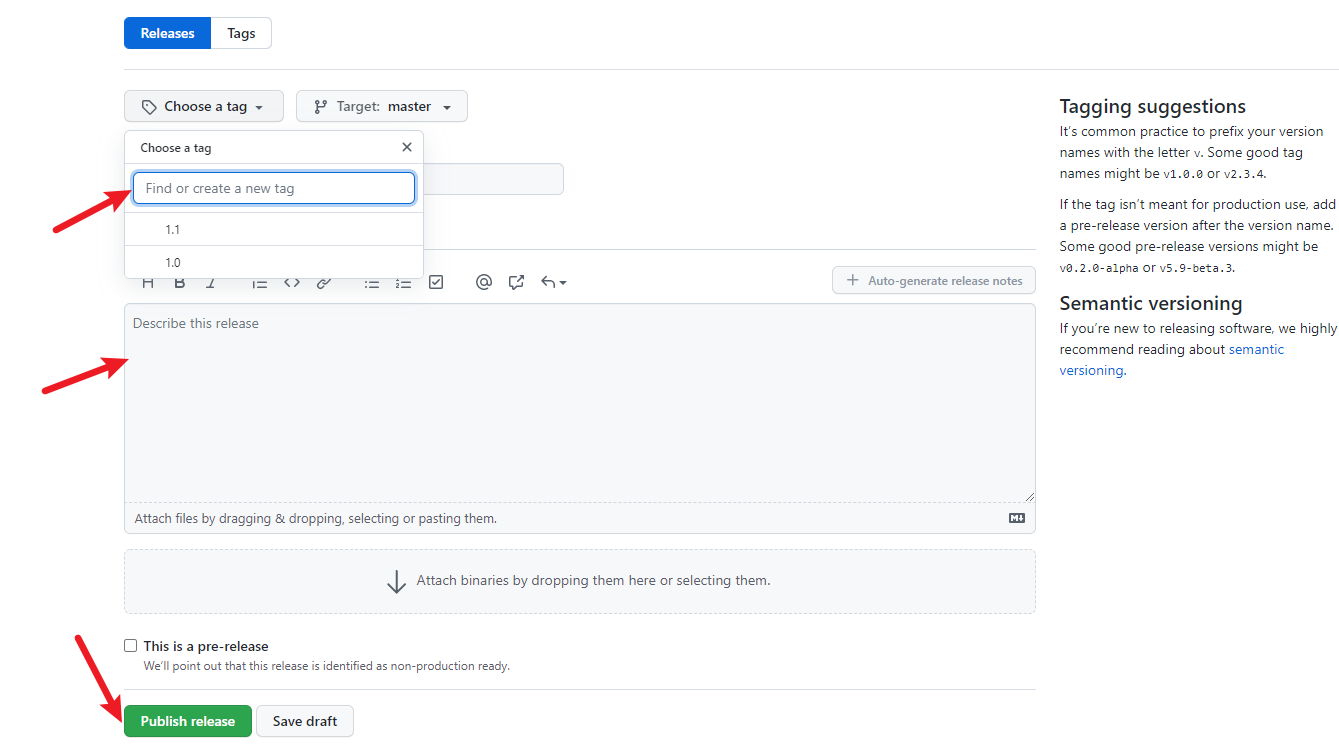 Releases
Tags
Choose a tag
Target: master
Choose a tag
Find or create a new tag
1.1
1.0
Auto-generate release notes
Describe this release
Attach files by dragging & dropping, selecting or pasting them.
Attach binaries by dropping them here or selecting them.
This is a pre-release
We'll point out that this release is identified as non-production ready.
Publish release
Save draft
Tagging suggestions
It's common practice to prefix your version
names with the letter v. Some good tag
names might be v1.0.0 or v2.3.4.
If the tag isn't meant for production use, add
a pre-release version after the version name.
Some good pre-release versions might be
v0.2.0-alpha or v5.9-beta.3.
Semantic versioning
If you're new to releasing software, we highly
recommend reading about semantic
versioning.